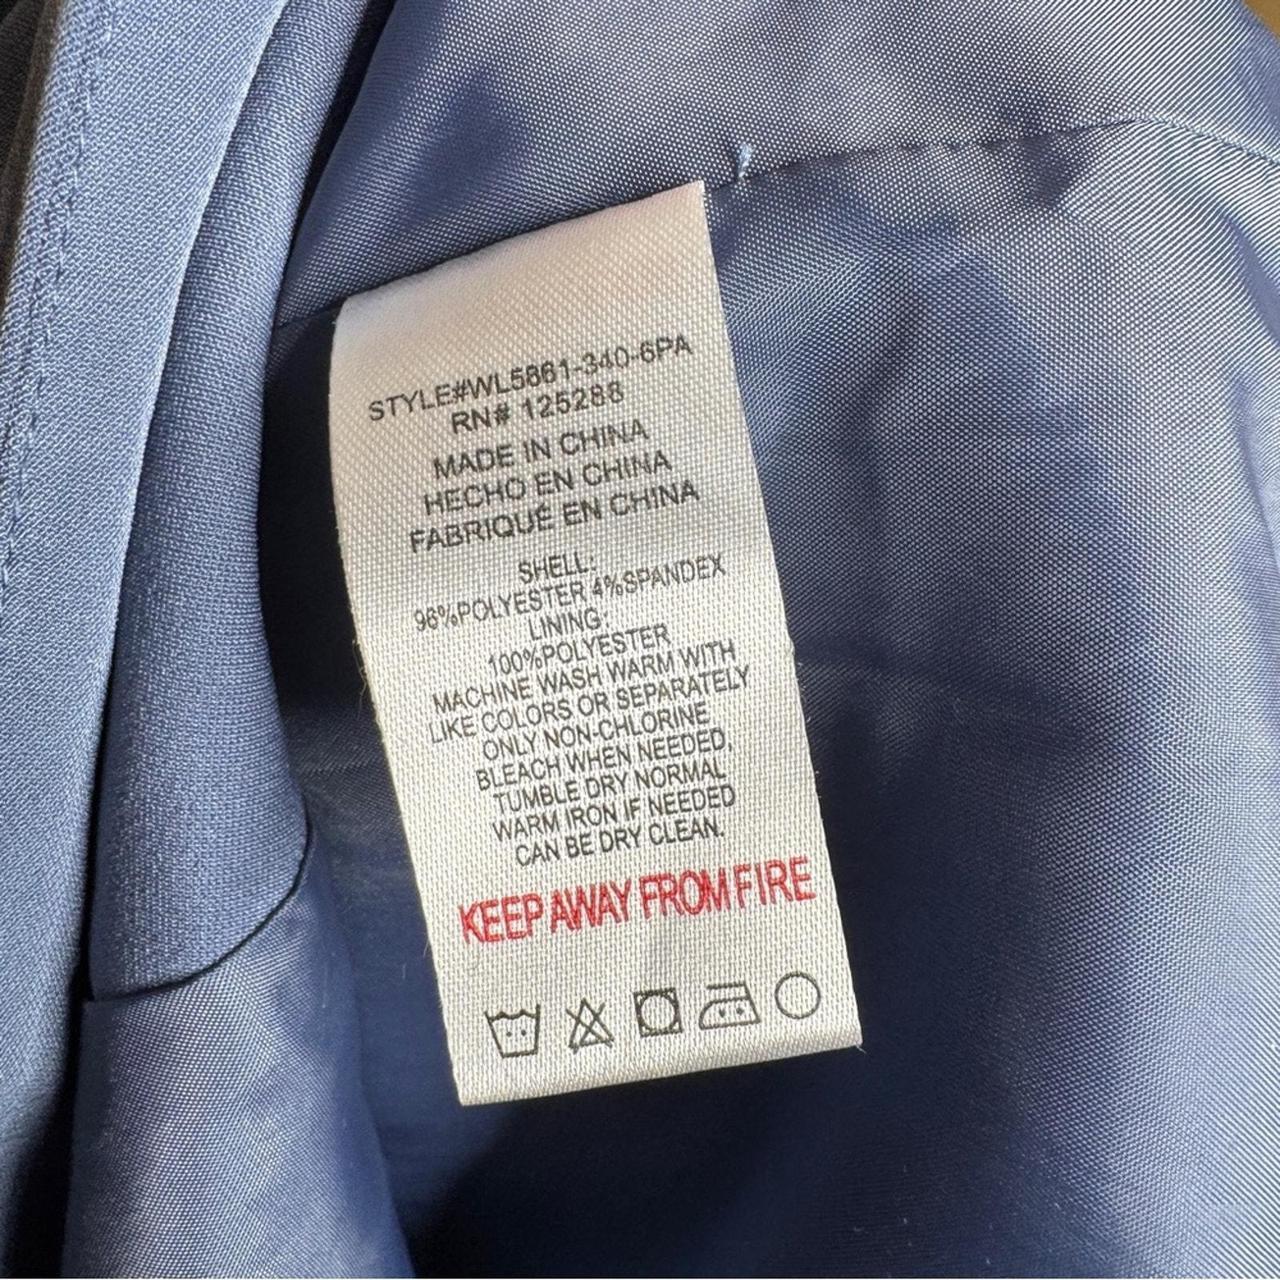 STYLE#WL5861-340-6PA
RN# 125288
MADE IN CHINA
HECHO EN CHINA
FABRIQUÉ EN CHINA
SHELL:
96%POLYESTER 4%SPANDEX
LINING:
100%POLYESTER
MACHINE WASH WARM WITH
LIKE COLORS OR SEPARATELY
ONLY NON-CHLORINE
BLEACH WHEN NEEDED,
TUMBLE DRY NORMAL
WARM IRON IF NEEDED
CAN BE DRY CLEAN.
KEEP AWAY FROM FIRE